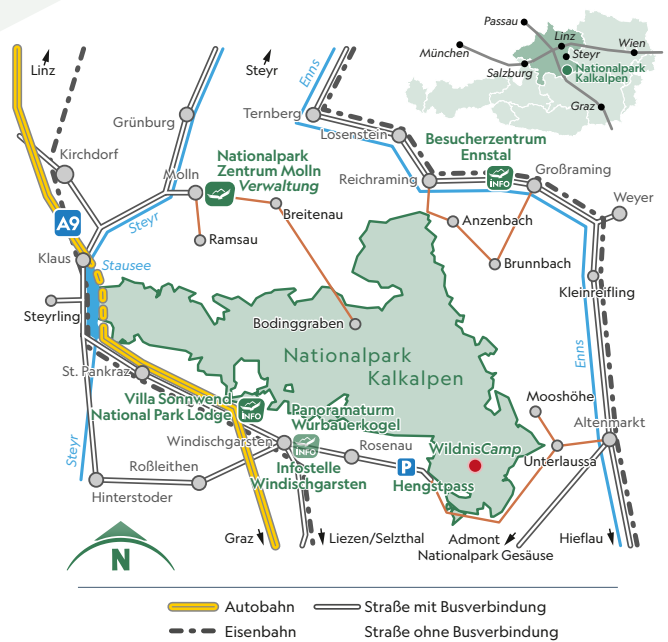 Passau
Linz
Wien
München
Steyr
Salzburg
Nationalpark
Kalkalpen
Graz
Linz
Steyr
Enns
Ternberg
Grünburg
Losenstein
Besucherzentrum
Ennstal
Kirchdorf
Nationalpark
Zentrum Molln
Verwaltung
Molln
Reichraming
INFO
Großraming
Weyer
Breitenau
Anzenbach
A9
Steyr
Ramsau
Brunnbach
Klaus
Stausee
Kleinreifling
Steyrling
Bodinggraben
Nationalpark
Kalkalpen
Enns
St. Pankraz
Villa Sonnwend
National Park Lodge
INFO
Panoramaturm
Wurbauerkogel
Mooshöhe
Altenmarkt
Windischgarsten
INFO
Rosenau
WildnisCamp
Unterlaussa
Steyr
Roßleithen
Infostelle
Windischgarsten
P
Hengstpass
Hinterstoder
N
Graz
Liezen/Selzthal
Admont
Nationalpark Gesäuse
Hieflau
Autobahn
Straße mit Busverbindung
Eisenbahn
Straße ohne Busverbindung